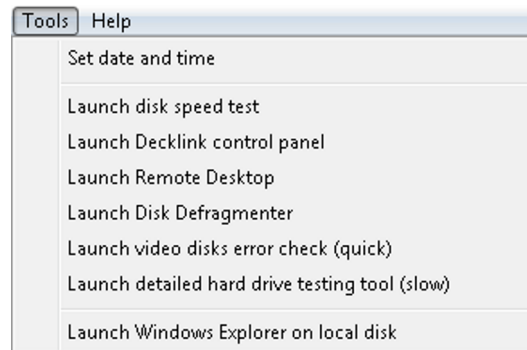 Tools Help
Set date and time
Launch disk speed test
Launch Decklink control panel
Launch Remote Desktop
Launch Disk Defragmenter
Launch video disks error check (quick)
Launch detailed hard drive testing tool (slow)
Launch Windows Explorer on local disk